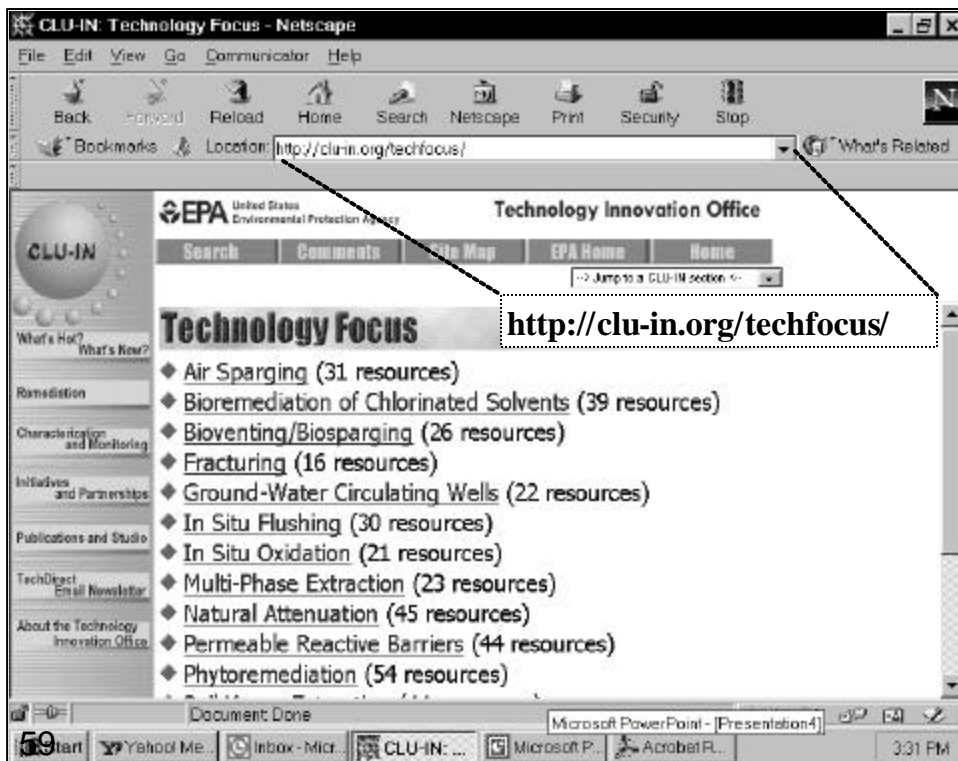 CLU-IN: Technology Focus - Netscape
File Edit View Go Communicator Help
Back Forward Reload Home Search Netscape Print Security Stop
Bookmarks Location: http://clu-in.org/techfocus/ What's Related
EPA United States
Environmental Protection Agency
Technology Innovation Office
CLU-IN
Search Comments Site Map EPA Home Home
--> Jump to a CLU-IN section <--
http://clu-in.org/techfocus/
Technology Focus
What's Hot?
What's New?
Remediation
Characterization
and Monitoring
Initiatives
and Partnerships
Publications and Studio
TechDirect
Email Newsletter
About the Technology
Innovation Office
Air Sparging (31 resources)
Bioremediation of Chlorinated Solvents (39 resources)
Bioventing/Biosparging (26 resources)
Fracturing (16 resources)
Ground-Water Circulating Wells (22 resources)
In Situ Flushing (30 resources)
In Situ Oxidation (21 resources)
Multi-Phase Extraction (23 resources)
Natural Attenuation (45 resources)
Permeable Reactive Barriers (44 resources)
Phytoremediation (54 resources)
Document: Done
Microsoft PowerPoint - [Presentation4]
59
Start Yahoo! Me... Inbox - Micr... CLU-IN: ... Microsoft P... Acrobat R... 3:31 PM